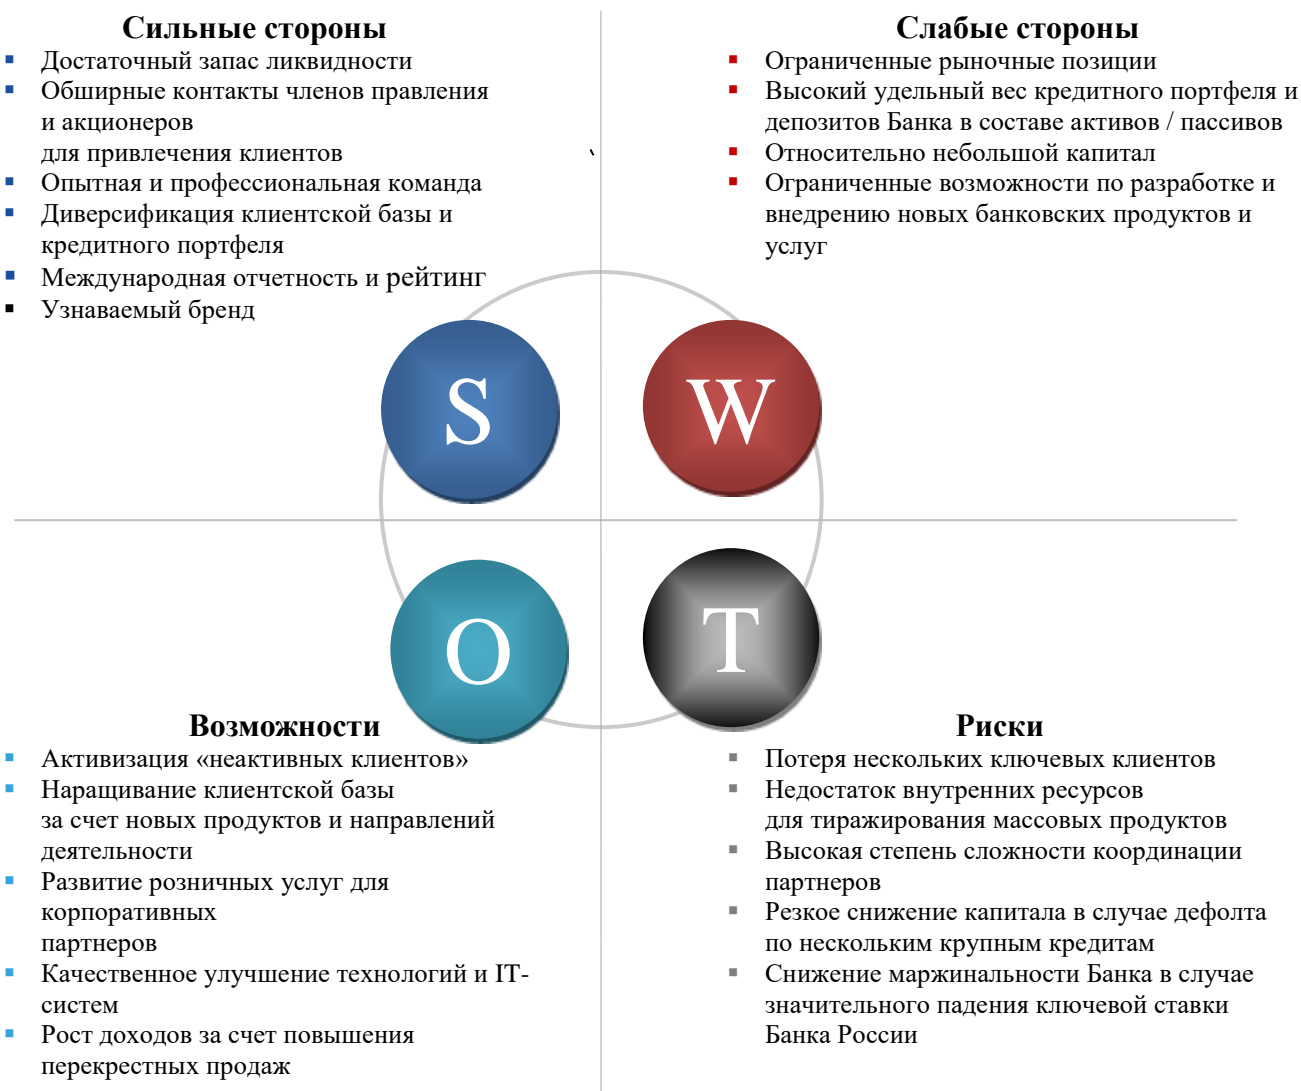 Сильные стороны
Достаточный запас ликвидности
Обширные контакты членов правления
и акционеров
для привлечения клиентов
Опытная и профессиональная команда
Диверсификация клиентской базы и
кредитного портфеля
Международная отчетность и рейтинг
Узнаваемый бренд
Слабые стороны
Ограниченные рыночные позиции
Высокий удельный вес кредитного портфеля и
депозитов Банка в составе активов / пассивов
Относительно небольшой капитал
Ограниченные возможности по разработке и
внедрению новых банковских продуктов и
услуг
S
W
O
T
Возможности
Активизация «неактивных клиентов»
Наращивание клиентской базы
за счет новых продуктов и направлений
деятельности
Развитие розничных услуг для
корпоративных
партнеров
Качественное улучшение технологий и IT-
систем
Рост доходов за счет повышения
перекрестных продаж
Риски
Потеря нескольких ключевых клиентов
Недостаток внутренних ресурсов
для тиражирования массовых продуктов
Высокая степень сложности координации
партнеров
Резкое снижение капитала в случае дефолта
по нескольким крупным кредитам
Снижение маржинальности Банка в случае
значительного падения ключевой ставки
Банка России